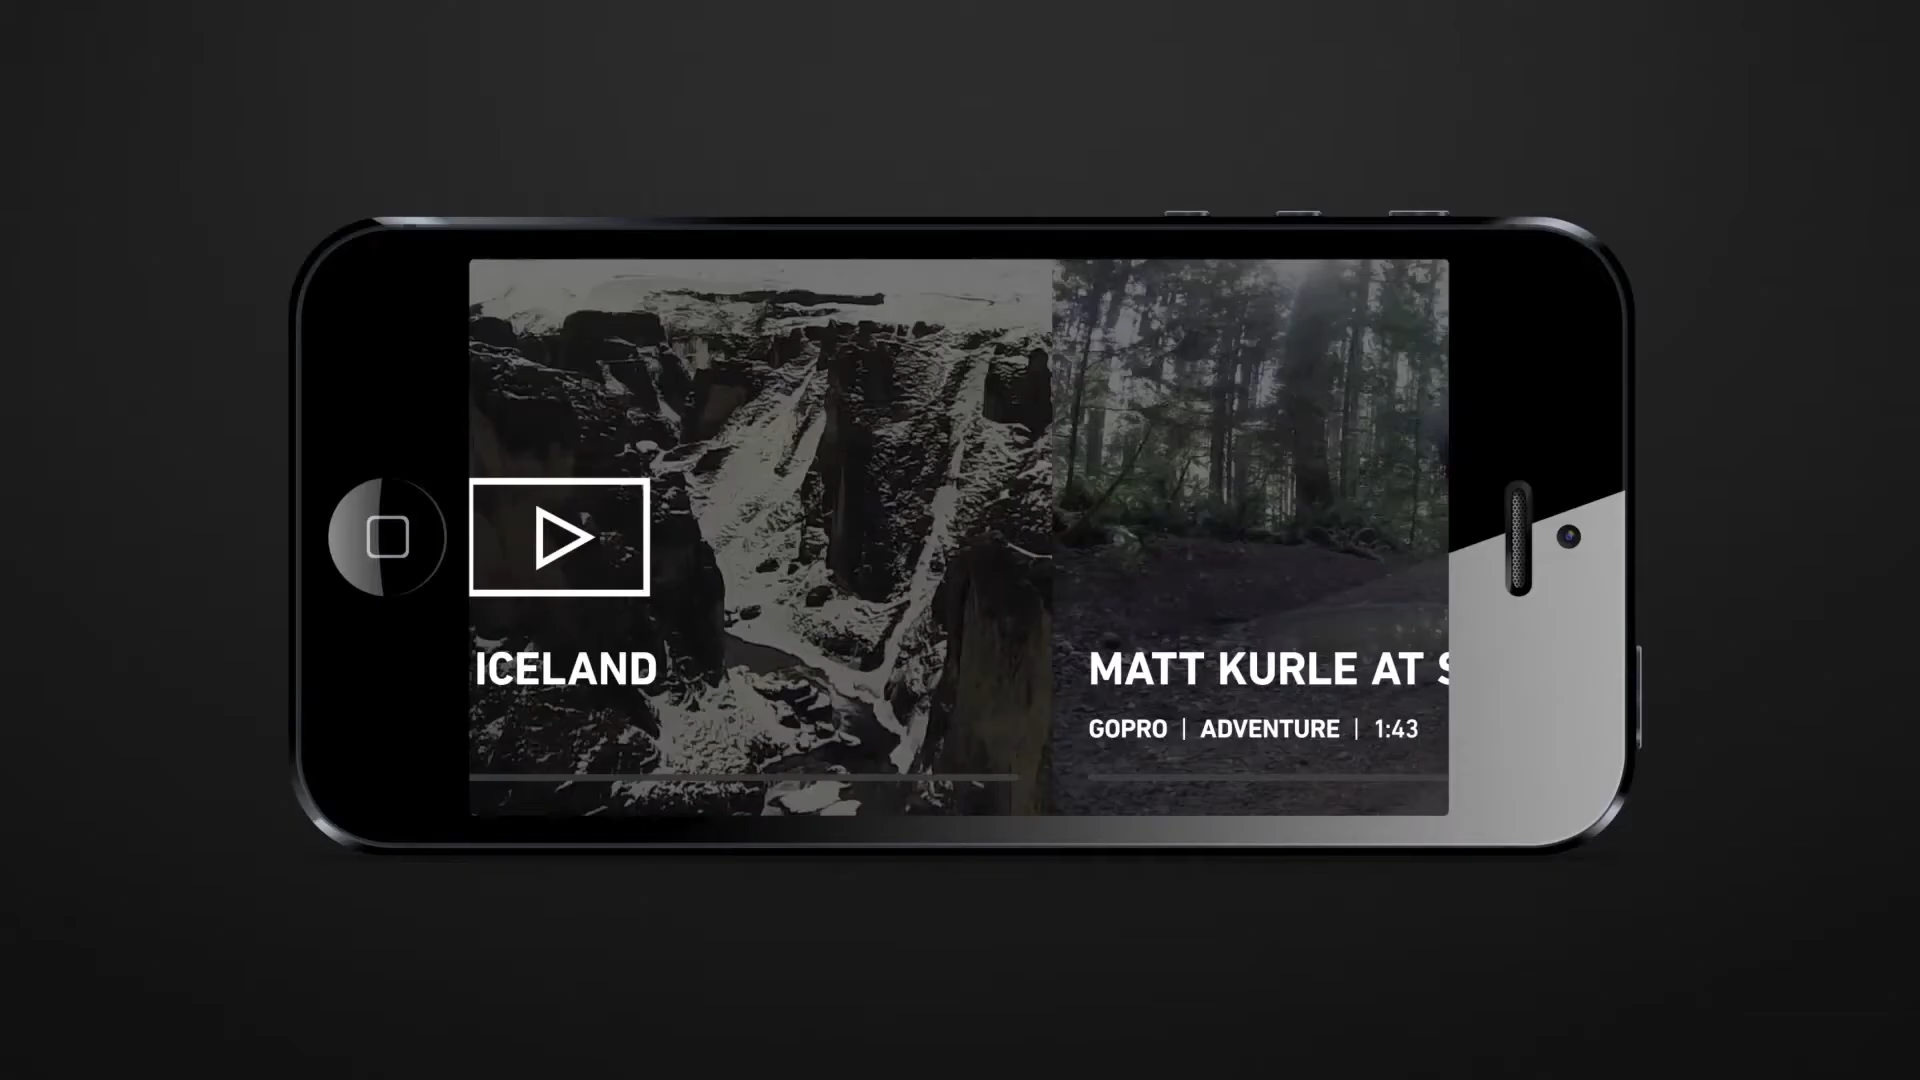 ICELAND
MATT KURLE AT
GOPRO | ADVENTURE | 1:43